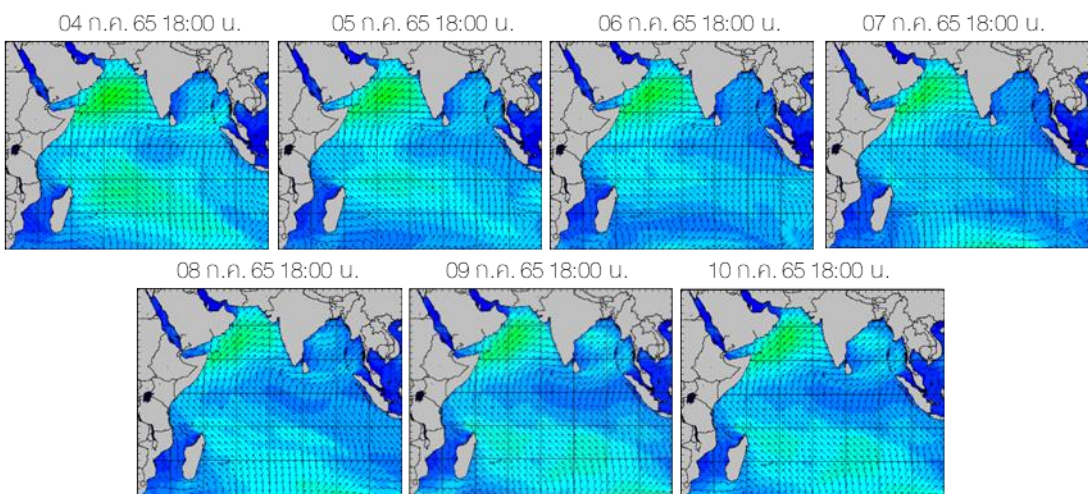 04 ก.ค. 65 18:00 น.
05 ก.ค. 65 18:00 น.
06 ก.ค. 65 18:00 น.
07 ก.ค. 65 18:00 น.
08 ก.ค. 65 18:00 น.
09 ก.ค. 65 18:00 น.
10 ก.ค. 65 18:00 น.